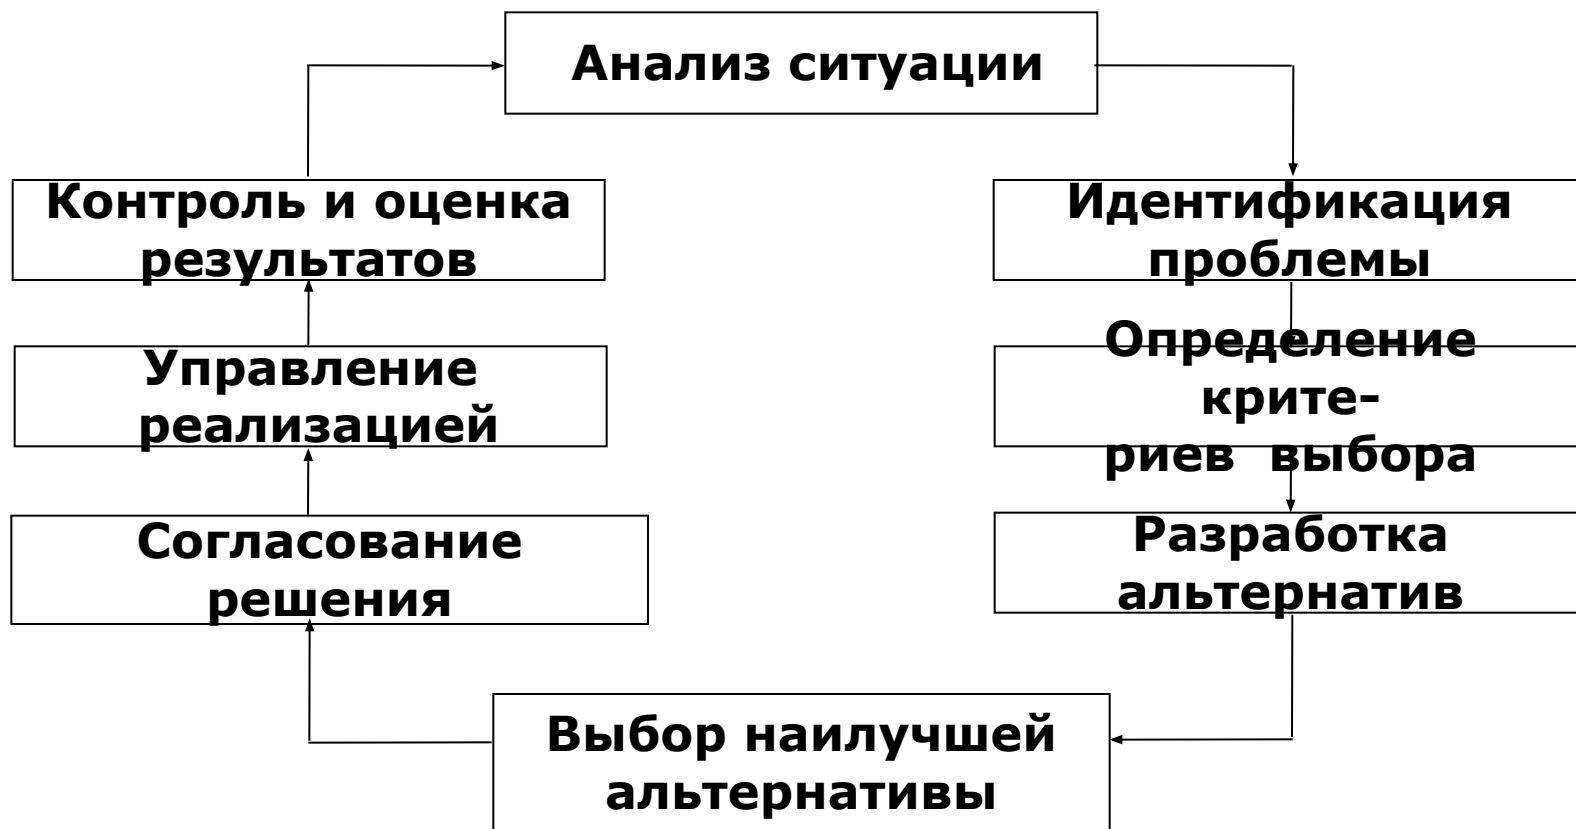 Анализ ситуации
Контроль и оценка
результатов
Идентификация
проблемы
Управление
реализацией
Определение
крите-
риев выбора
Согласование
решения
Разработка
альтернатив
Выбор наилучшей
альтернативы